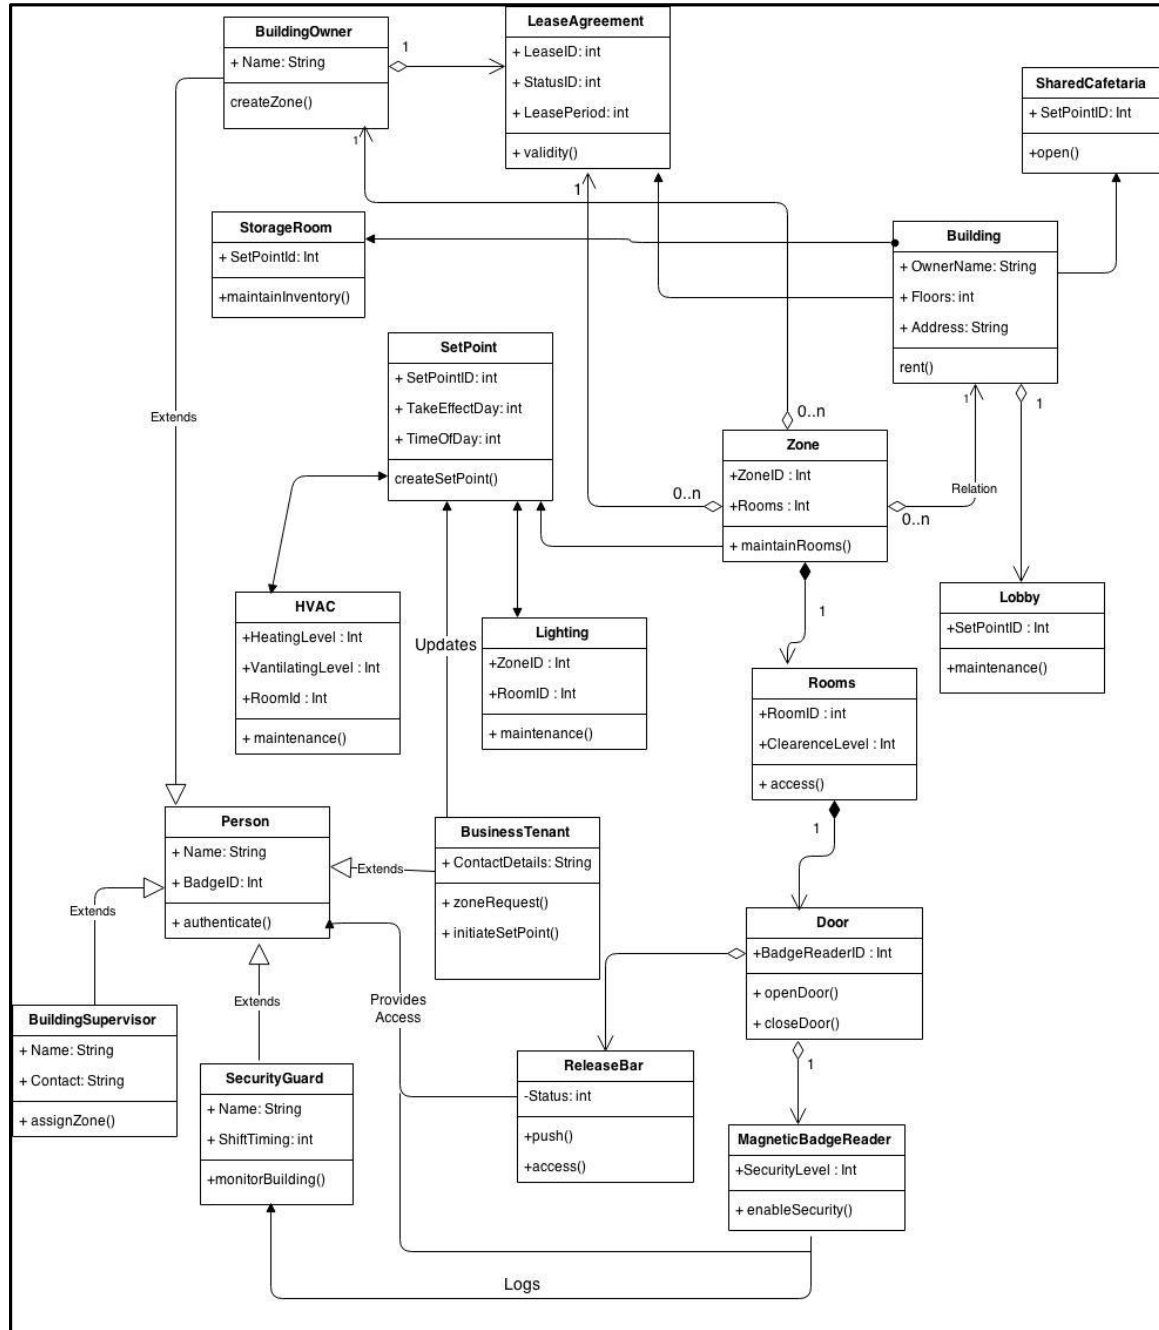 LeaseAgreement
+ LeaseID: int
+ StatusID: int
+ LeasePeriod: int
+ validity()
BuildingOwner
+ Name: String
createZone()
1
1
1
SharedCafetaria
+ SetPointID: Int
+open()
StorageRoom
+ SetPointId: Int
+maintainInventory()
Building
+ OwnerName: String
+ Floors: int
+ Address: String
rent()
1
1
SetPoint
+ SetPointID: int
+ TakeEffectDay: int
+ TimeOfDay: int
createSetPoint()
Extends
0..n
Zone
+ZoneID : Int
+Rooms : Int
+ maintainRooms()
0..n
0..n
Relation
1
HVAC
+HeatingLevel : Int
+VantilatingLevel : Int
+RoomId : Int
+ maintenance()
Updates
Lighting
+ZoneID : Int
+RoomID : Int
+ maintenance()
Lobby
+SetPointID : Int
+maintenance()
Rooms
+RoomID : int
+ClearenceLevel : Int
+ access()
1
Person
+ Name: String
+ BadgeID: Int
+ authenticate()
Extends
BusinessTenant
+ ContactDetails: String
+ zoneRequest()
+ initiateSetPoint()
Extends
Door
+BadgeReaderID : Int
+ openDoor()
+ closeDoor()
1
Extends
Provides
Access
BuildingSupervisor
+ Name: String
+ Contact: String
+ assignZone()
SecurityGuard
+ Name: String
+ ShiftTiming: int
+monitorBuilding()
ReleaseBar
-Status: int
+push()
+access()
MagneticBadgeReader
+SecurityLevel : Int
+ enableSecurity()
Logs